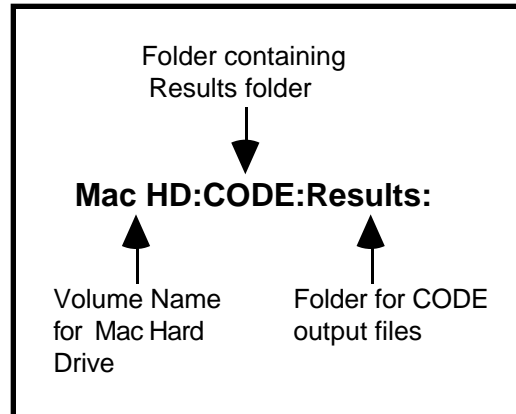 Folder containing
Results folder
Mac HD:CODE:Results:
Volume Name
for Mac Hard
Drive
Folder for CODE
output files